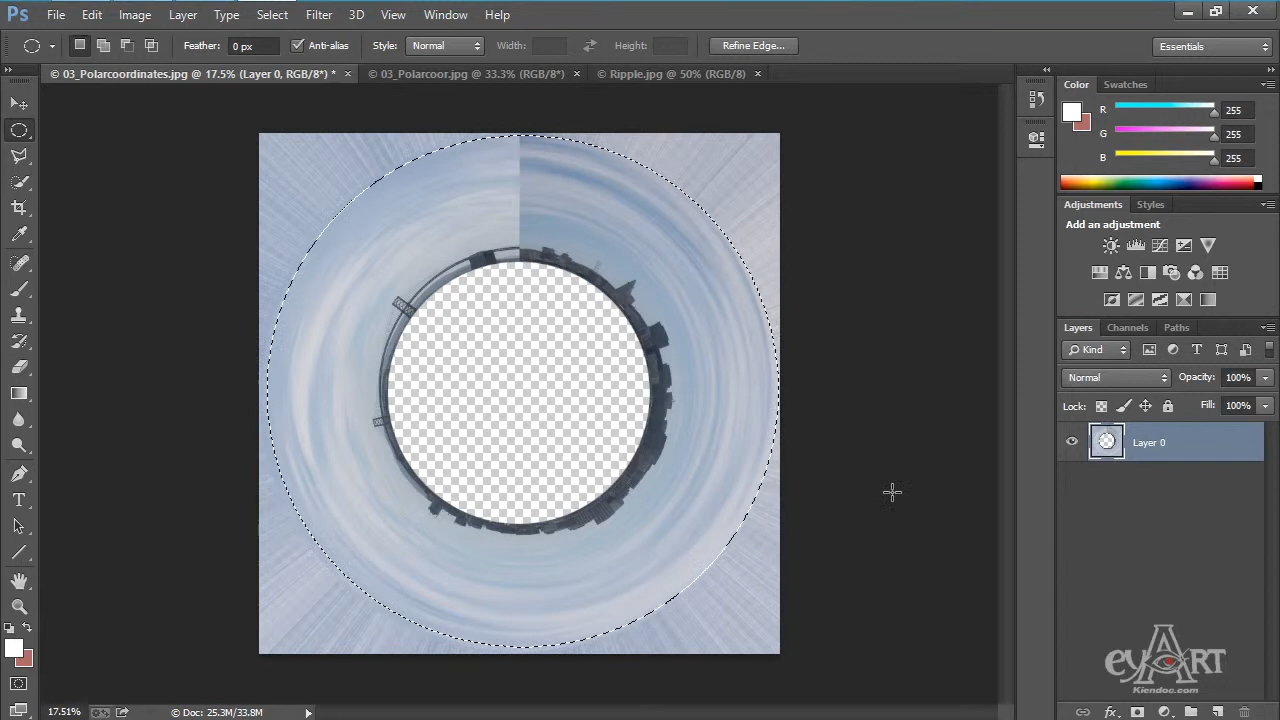 Ps File Edit Image Layer Type Select Filter 3D View Window Help
Feather: 0 px Anti-alias Style: Normal Width: Height: Refine Edge... Essentials
© 03_Polarcoordinates.jpg @ 17.5% (Layer 0, RGB/8*) * × © 03_Polarcoor.jpg @ 33.3% (RGB/8*) × © Ripple.jpg @ 50% (RGB/8) ×
Color Swatches
R 255
G 255
B 255
Adjustments Styles
Add an adjustment
Layers Channels Paths
Kind
Normal Opacity: 100%
Lock: Fill: 100%
Layer 0
eyART
Kiendoc.com
17.51% © Doc: 25.3M/33.8M
fx